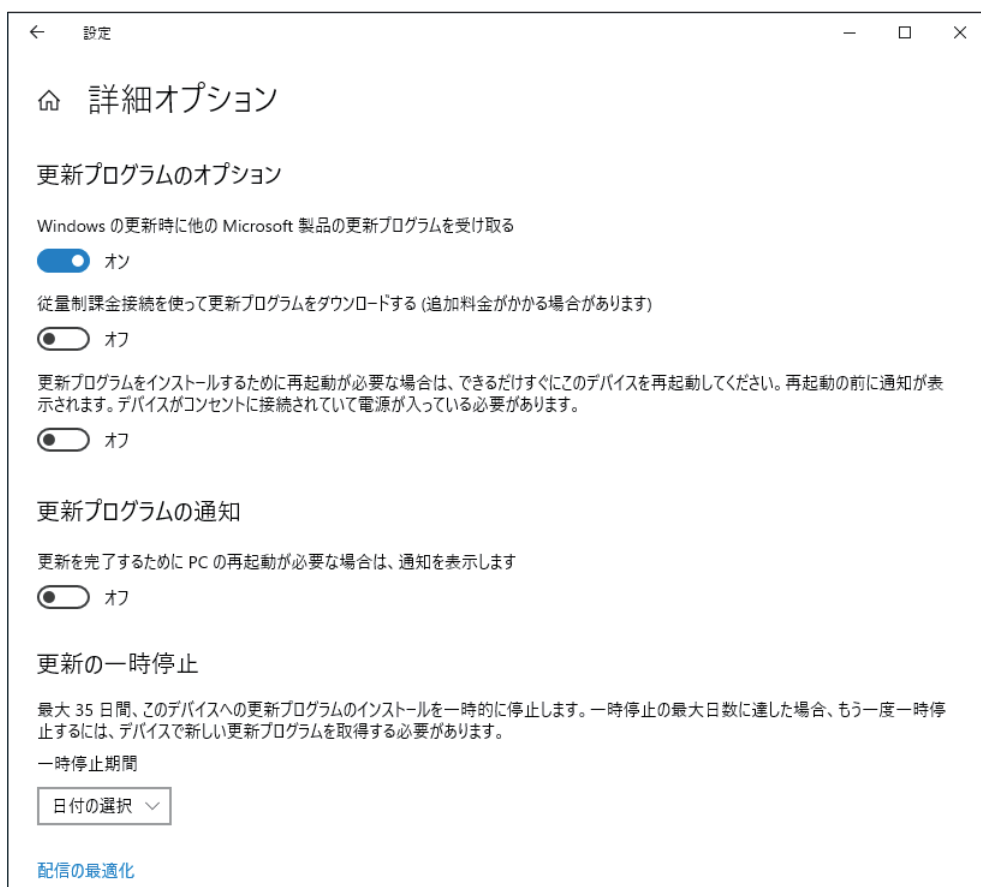 設定
詳細オプション
更新プログラムのオプション
Windows の更新時に他の Microsoft 製品の更新プログラムを受け取る
オン
従量制課金接続を使って更新プログラムをダウンロードする (追加料金がかかる場合があります)
オフ
更新プログラムをインストールするために再起動が必要な場合は、できるだけすぐにこのデバイスを再起動してください。再起動の前に通知が表
示されます。デバイスがコンセントに接続されていて電源が入っている必要があります。
オフ
更新プログラムの通知
更新を完了するために PC の再起動が必要な場合は、通知を表示します
オフ
更新の一時停止
最大 35 日間、このデバイスへの更新プログラムのインストールを一時的に停止します。一時停止の最大日数に達した場合、もう一度一時停
止するには、デバイスで新しい更新プログラムを取得する必要があります。
一時停止期間
日付の選択
配信の最適化